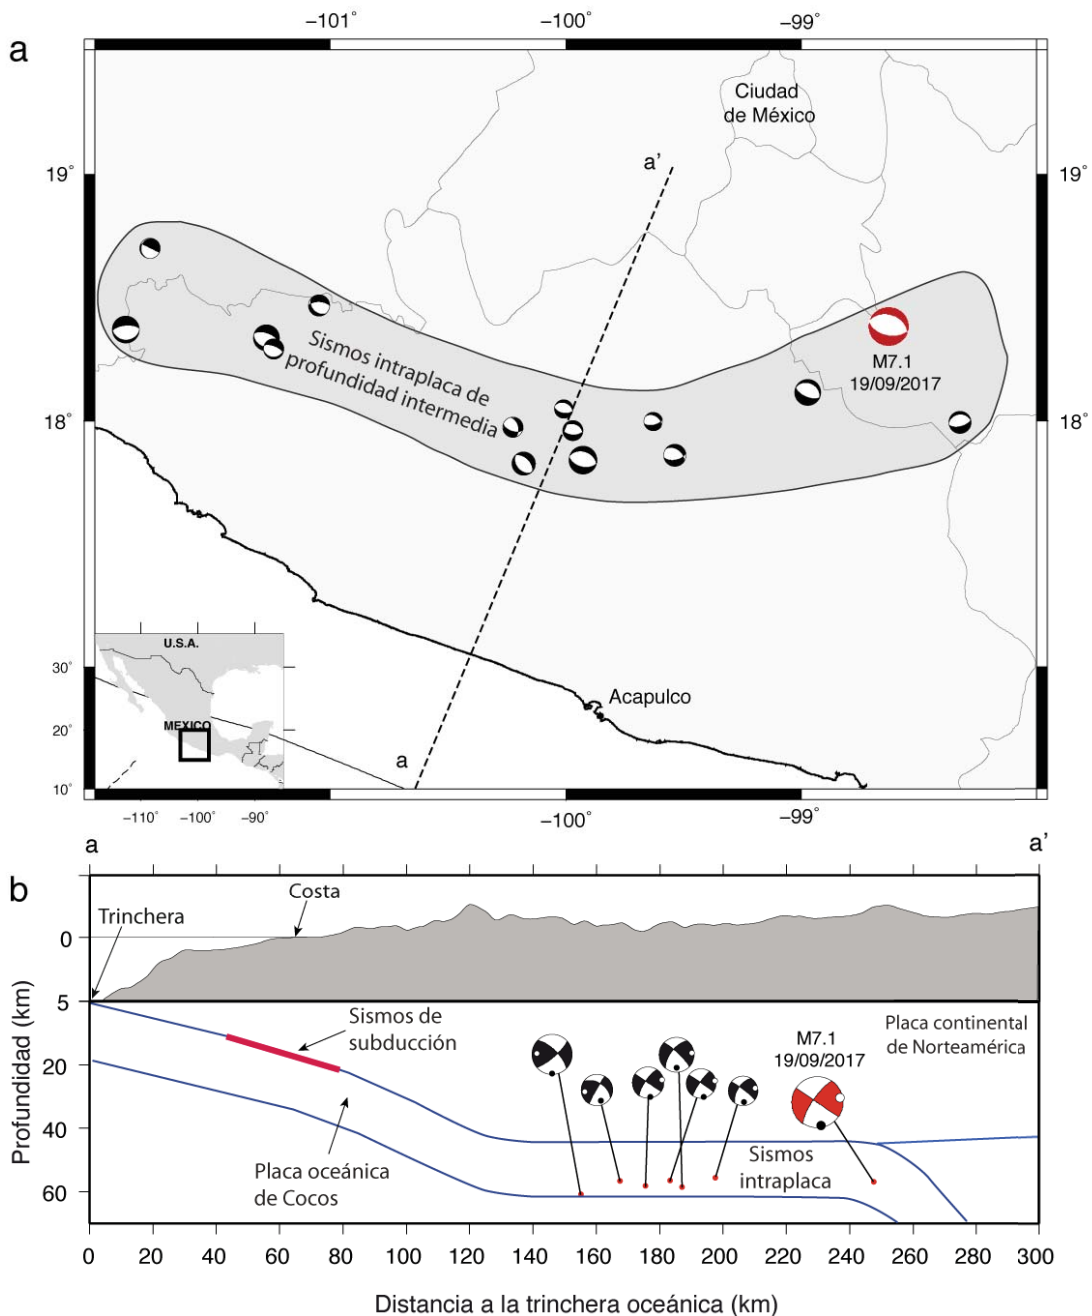 a
−101°
−100°
−99°
Ciudad
de México
a'
19°
19°
Sismos intraplaca de
profundidad intermedia
M7.1
19/09/2017
18°
18°
U.S.A.
30°
MEXICO
Acapulco
20°
a
10°
−110°
−100°
−90°
−100°
−99°
a
a'
b
Costa
Trinchera
0
5
Profundidad (km)
Sismos de
subducción
M7.1
19/09/2017
Placa continental
de Norteamérica
20
40
Placa oceánica
de Cocos
Sismos
intraplaca
60
0 20 40 60 80 100 120 140 160 180 200 220 240 260 280 300
Distancia a la trinchera oceánica (km)